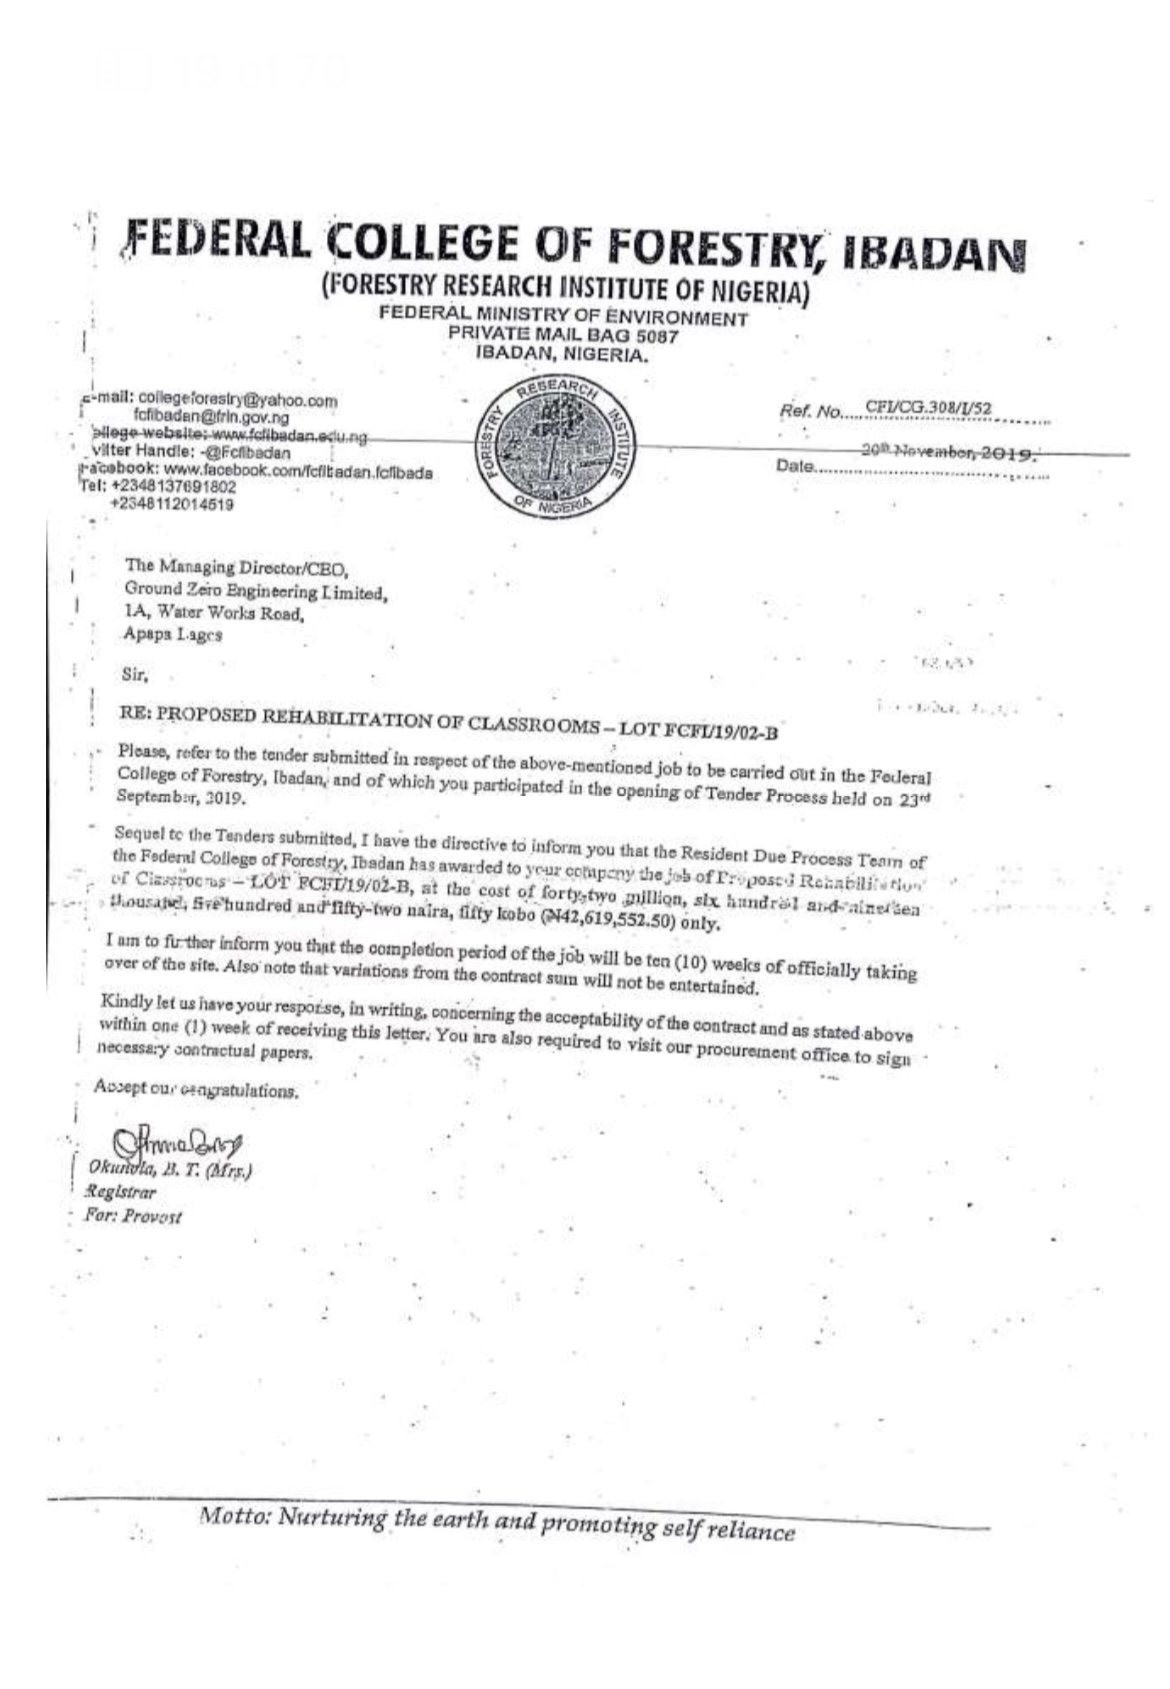 FEDERAL COLLEGE OF FORESTRY, IBADAN
(FORESTRY RESEARCH INSTITUTE OF NIGERIA)
FEDERAL MINISTRY OF ENVIRONMENT
PRIVATE MAIL BAG 5087
IBADAN, NIGERIA.
E-mail: collegeforestry@yahoo.com
fcfibadan@frin.gov.ng
ollege website: www.fcfibadan.edu.ng
vitter Handle: -@Fcfibadan
Facebook: www.facebook.com/fcfibadan.fcfibada
Tel: +2348137691802
+2348112014519
FORESTRY RESEARCH INSTITUTE
OF NIGERIA
Ref. No.....CFI/CG.308/I/52
20th November, 2019.
Date
The Managing Director/CEO,
Ground Zero Engineering Limited,
1A, Water Works Road,
Apapa Lagos
Sir,
RE: PROPOSED REHABILITATION OF CLASSROOMS – LOT FCFI/19/02-B
Please, refer to the tender submitted in respect of the above-mentioned job to be carried out in the Federal
College of Forestry, Ibadan, and of which you participated in the opening of Tender Process held on 23rd
September, 2019.
Sequel to the Tenders submitted, I have the directive to inform you that the Resident Due Process Team of
the Federal College of Forestry, Ibadan has awarded to your company the job of Proposed Rehabilitation
of Classrooms – LOT FCFI/19/02-B, at the cost of forty-two million, six hundred and nineteen
thousand, five hundred and fifty-two naira, fifty kobo (₦42,619,552.50) only.
I am to further inform you that the completion period of the job will be ten (10) weeks of officially taking
over of the site. Also note that variations from the contract sum will not be entertained.
Kindly let us have your response, in writing, concerning the acceptability of the contract and as stated above
within one (1) week of receiving this letter. You are also required to visit our procurement office to sign
necessary contractual papers.
Accept our congratulations.
Okunola, B. T. (Mrs.)
Registrar
For: Provost
Motto: Nurturing the earth and promoting self reliance